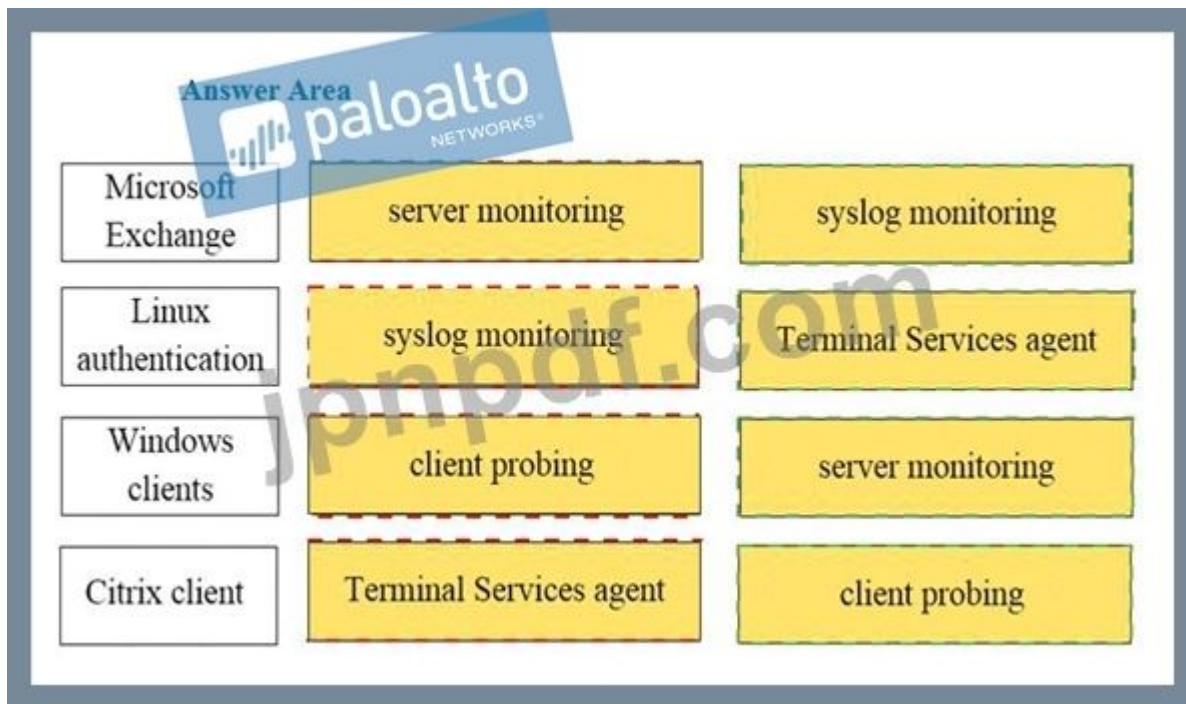 Answer Area
paloalto
NETWORKS®
Microsoft
Exchange
server monitoring
syslog monitoring
Linux
authentication
syslog monitoring
Terminal Services agent
Windows
clients
client probing
server monitoring
Citrix client
Terminal Services agent
client probing
jpnpdf.com